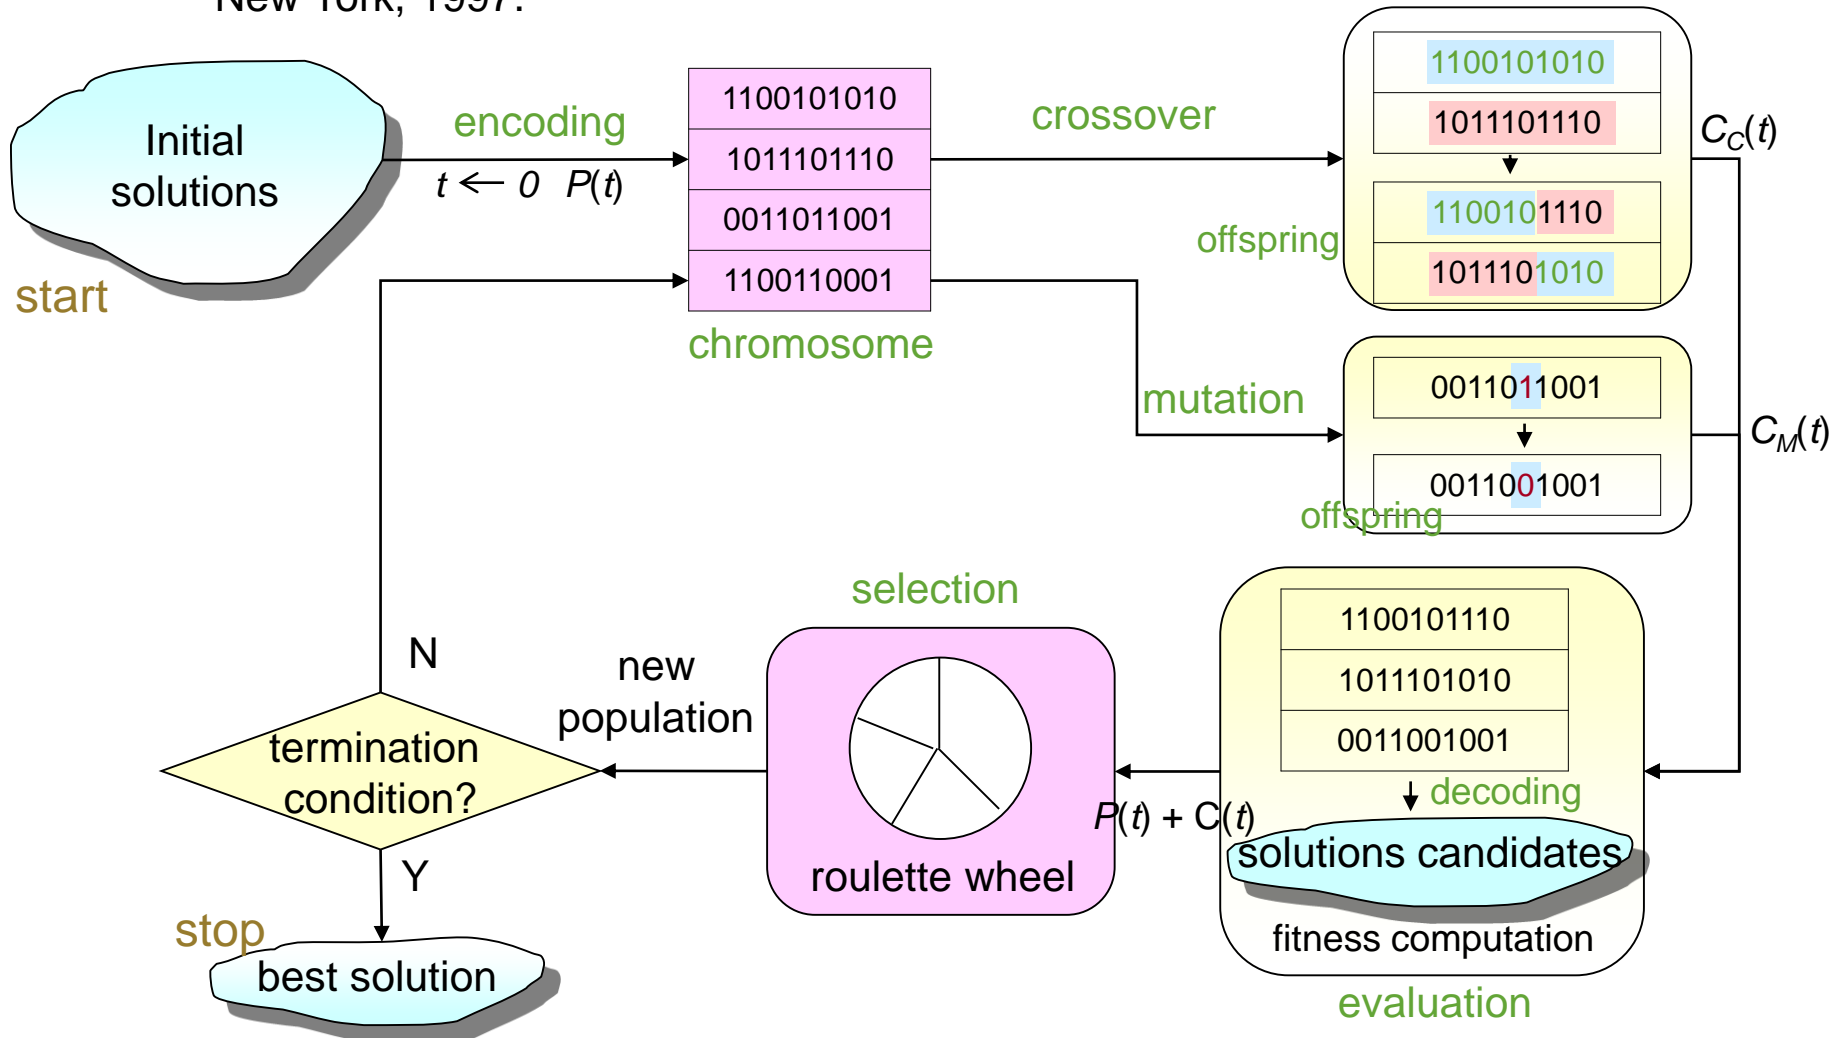 New York, 1997.
Initial
solutions
start
encoding
t ← 0 P(t)
1100101010
1011101110
0011011001
1100110001
chromosome
crossover
1100101010
1011101110
offspring
1100101110
1011101010
C_C(t)
mutation
0011011001
0011001001
offspring
C_M(t)
1100101110
1011101010
0011001001
decoding
solutions candidates
fitness computation
evaluation
P(t) + C(t)
selection
roulette wheel
new
population
termination
condition?
N
Y
stop
best solution